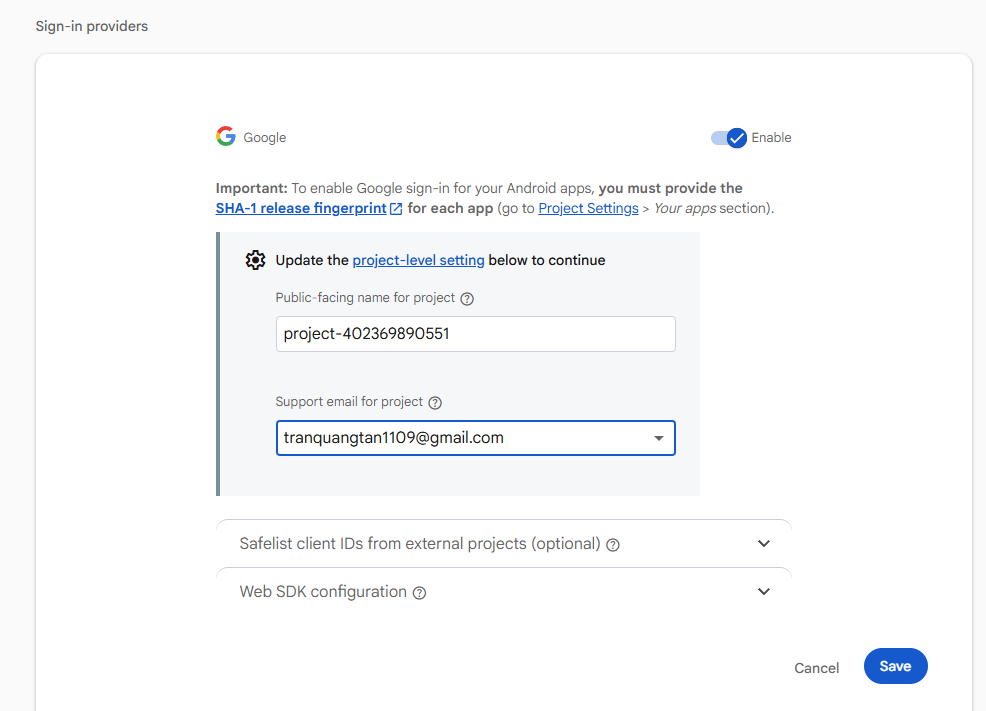 Sign-in providers
Google
Enable
Important: To enable Google sign-in for your Android apps, you must provide the
SHA-1 release fingerprint for each app (go to Project Settings > Your apps section).
Update the project-level setting below to continue
Public-facing name for project
project-402369890551
Support email for project
tranquangtan1109@gmail.com
Safelist client IDs from external projects (optional)
Web SDK configuration
Cancel
Save